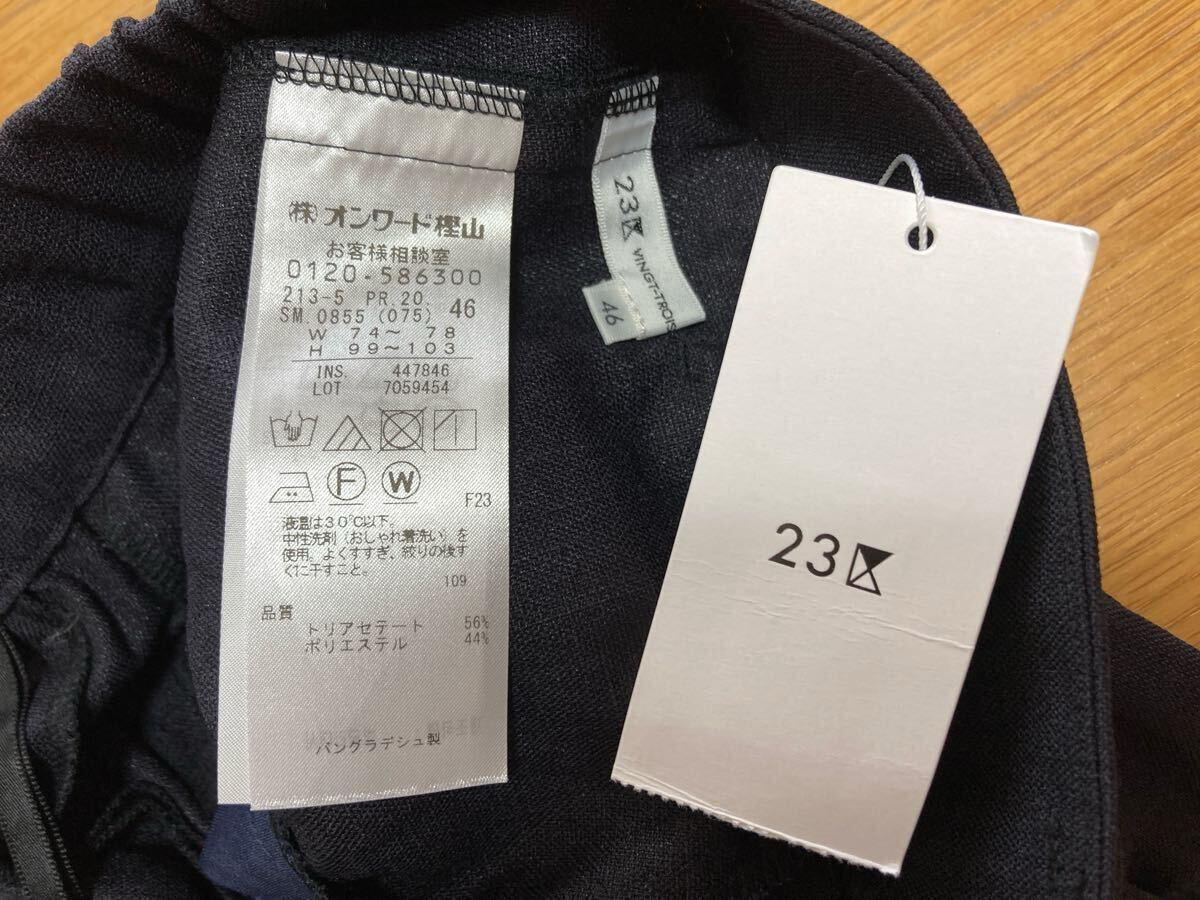 (株)オンワード樫山
お客様相談室
0120-586300
213-5 PR.20.
SM.0855(075) 46
W 74～ 78
H 99～103
INS. 447846
LOT 7059454
F
W
F23
液温は30℃以下。
中性洗剤(おしゃれ着洗い)を
使用。よくすすぎ、絞りの後す
ぐに干すこと。
109
品質
トリアセテート 56%
ポリエステル 44%
バングラデシュ製
23区 VINGT-TROIS
46
23区